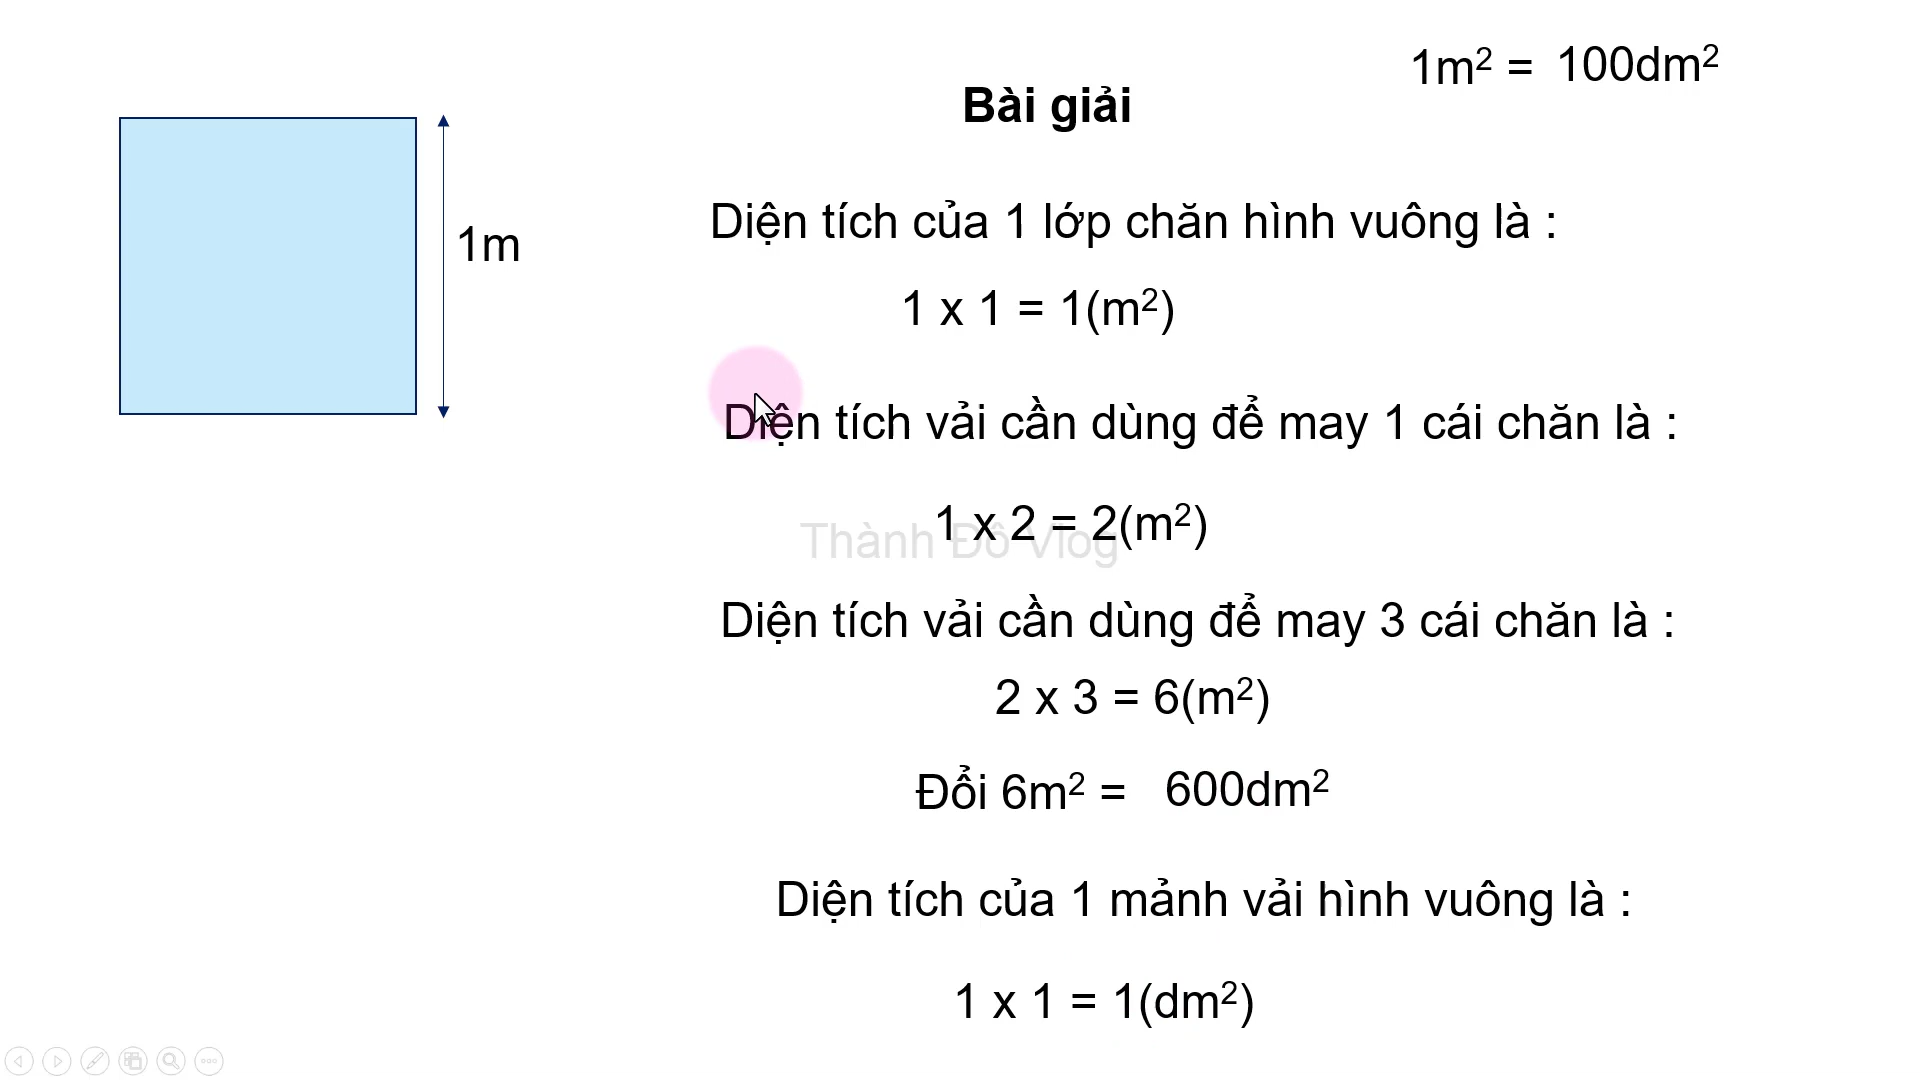 1m² = 100dm²
Bài giải
1m
Diện tích của 1 lớp chăn hình vuông là :
1 x 1 = 1(m²)
Diện tích vải cần dùng để may 1 cái chăn là :
1 x 2 = 2(m²)
Thành Đô Vlog
Diện tích vải cần dùng để may 3 cái chăn là :
2 x 3 = 6(m²)
Đổi 6m² = 600dm²
Diện tích của 1 mảnh vải hình vuông là :
1 x 1 = 1(dm²)